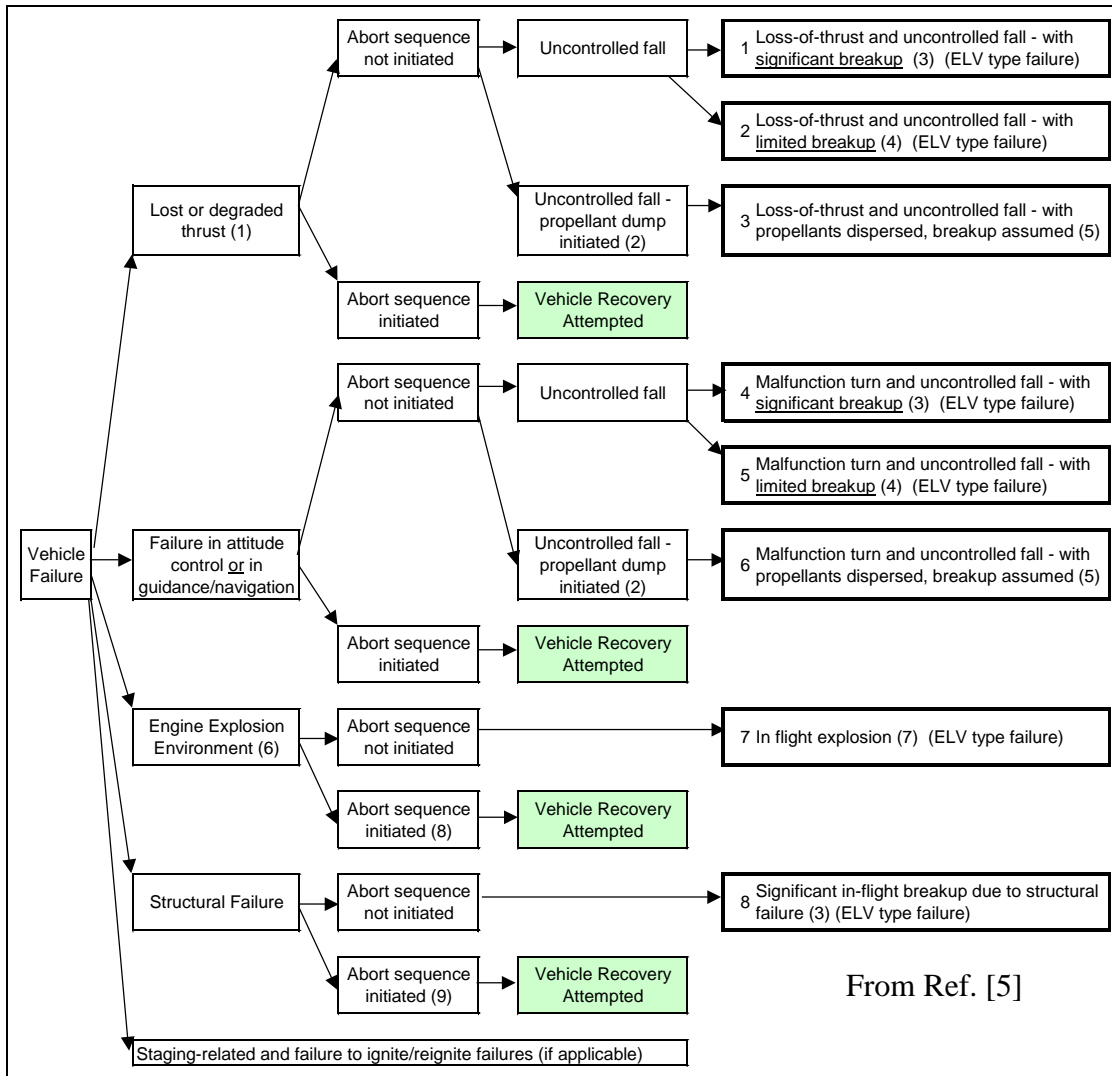 Abort sequence
not initiated
Uncontrolled fall
1 Loss-of-thrust and uncontrolled fall - with
significant breakup (3) (ELV type failure)
2 Loss-of-thrust and uncontrolled fall - with
limited breakup (4) (ELV type failure)
Lost or degraded
thrust (1)
Uncontrolled fall -
propellant dump
initiated (2)
3 Loss-of-thrust and uncontrolled fall - with
propellants dispersed, breakup assumed (5)
Abort sequence
initiated
Vehicle Recovery
Attempted
Abort sequence
not initiated
Uncontrolled fall
4 Malfunction turn and uncontrolled fall - with
significant breakup (3) (ELV type failure)
5 Malfunction turn and uncontrolled fall - with
limited breakup (4) (ELV type failure)
Vehicle
Failure
Failure in attitude
control or in
guidance/navigation
Uncontrolled fall -
propellant dump
initiated (2)
6 Malfunction turn and uncontrolled fall - with
propellants dispersed, breakup assumed (5)
Abort sequence
initiated
Vehicle Recovery
Attempted
Engine Explosion
Environment (6)
Abort sequence
not initiated
7 In flight explosion (7) (ELV type failure)
Abort sequence
initiated (8)
Vehicle Recovery
Attempted
Structural Failure
Abort sequence
not initiated
8 Significant in-flight breakup due to structural
failure (3) (ELV type failure)
Abort sequence
initiated (9)
Vehicle Recovery
Attempted
From Ref. [5]
Staging-related and failure to ignite/reignite failures (if applicable)